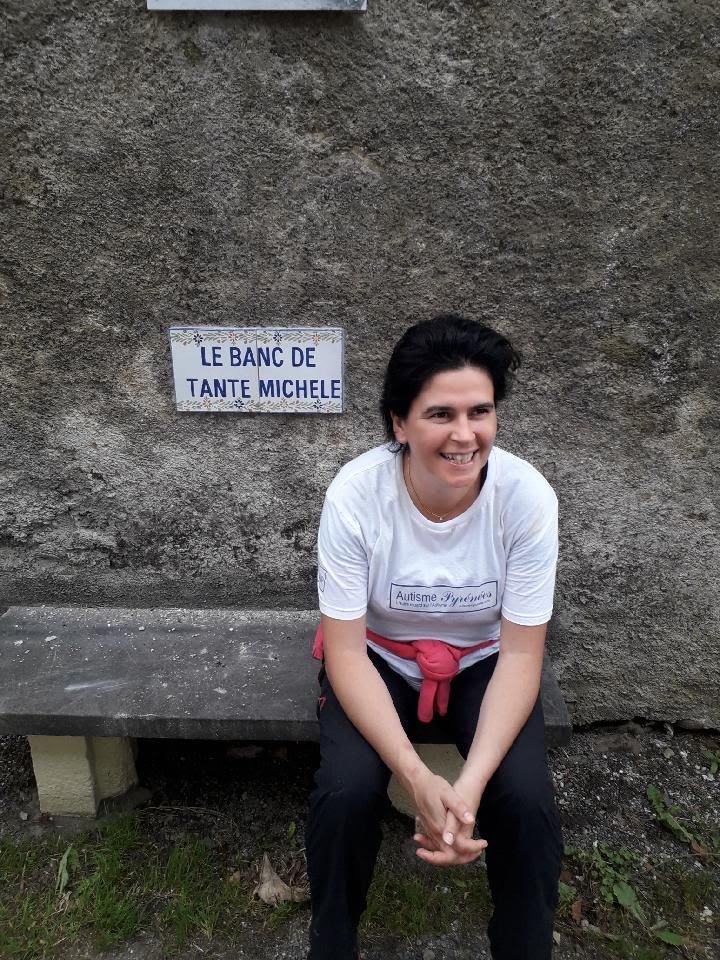 LE BANC DE
TANTE MICHELE
Autisme Pyrénées